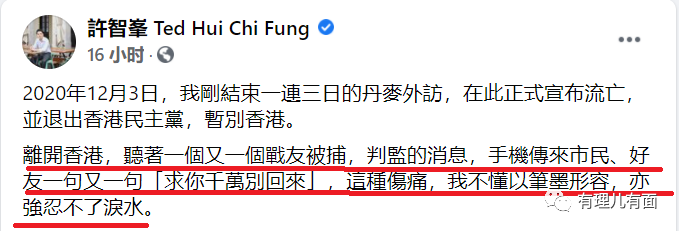 許智峯 Ted Hui Chi Fung
16 小时
2020年12月3日，我剛結束一連三日的丹麥外訪，在此正式宣布流亡，
並退出香港民主黨，暫別香港。
離開香港，聽著一個又一個戰友被捕，判監的消息，手機傳來市民、好
友一句又一句「求你千萬別回來」，這種傷痛，我不懂以筆墨形容，亦
強忍不了淚水。
有理儿有面